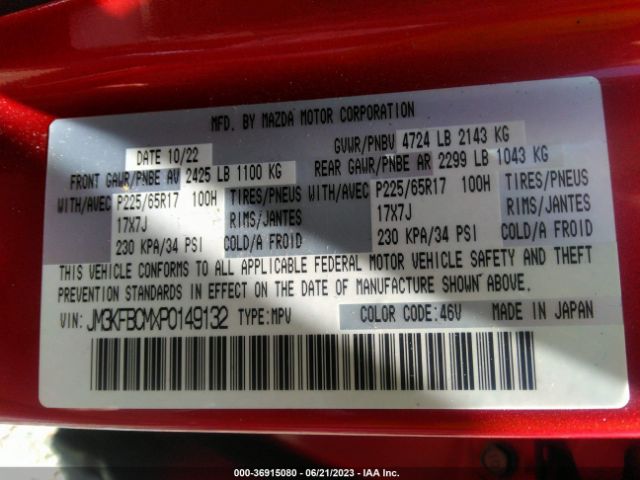 MFD. BY MAZDA MOTOR CORPORATION
DATE 10/22 GVWR/PNBV 4724 LB 2143 KG
FRONT GAWR/PNBE AV 2425 LB 1100 KG REAR GAWR/PNBE AR 2299 LB 1043 KG
WITH/AVEC P225/65R17 100H TIRES/PNEUS WITH/AVEC P225/65R17 100H TIRES/PNEUS
17X7J RIMS/JANTES 17X7J RIMS/JANTES
230 KPA/34 PSI COLD/A FROID 230 KPA/34 PSI COLD/A FROID
THIS VEHICLE CONFORMS TO ALL APPLICABLE FEDERAL MOTOR VEHICLE SAFETY AND THEFT
PREVENTION STANDARDS IN EFFECT ON THE DATE OF MANUFACTURE SHOWN ABOVE.
VIN: JM3KFBCMXP0149132 TYPE: MPV COLOR CODE: 46V MADE IN JAPAN
000-36915080 - 06/21/2023 - IAA Inc.